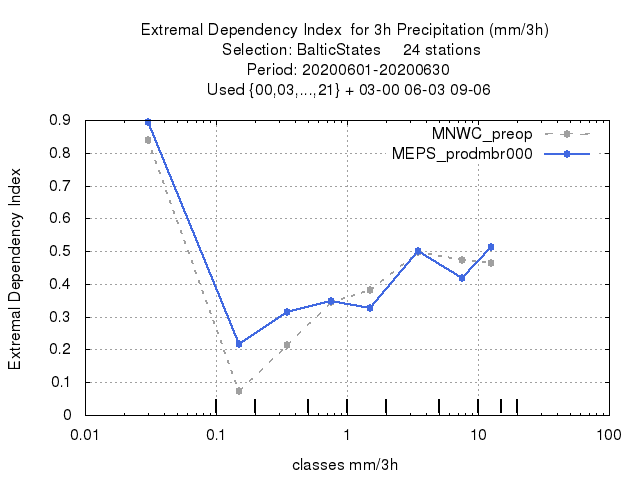 Extremal Dependency Index  for 3h Precipitation (mm/3h)
Selection: BalticStates     24 stations
Period: 20200601-20200630
Used {00,03,...,21} + 03-00 06-03 09-06
MNWC_preop
MEPS_prodmbr000
Extremal Dependency Index
0.9
0.8
0.7
0.6
0.5
0.4
0.3
0.2
0.1
0
0.01 0.1 1 10 100
classes mm/3h